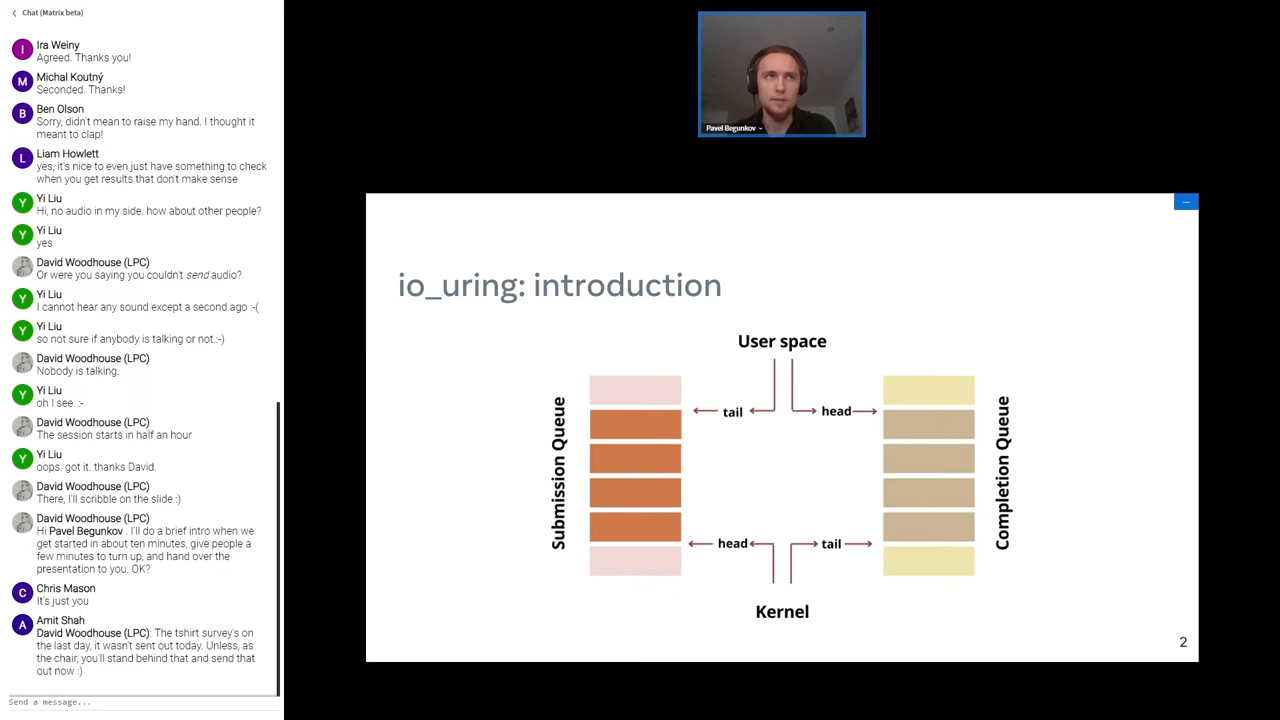 Chat (Matrix beta)
I
Ira Weiny
Agreed. Thank you!
M
Michal Koutný
Seconded. Thanks!
B
Ben Olson
Sorry, didn't mean to raise my hand. I thought it
meant to clap!
L
Liam Howlett
yes, it's nice to even just have something to check
when you get results that don't make sense
Y
Yi Liu
Hi, no audio in my side. how about other people?
Y
Yi Liu
yes
David Woodhouse (LPC)
Or were you saying you couldn't send audio?
Y
Yi Liu
I cannot hear any sound except a second ago :-(
Y
Yi Liu
so not sure if anybody is talking or not.:-)
David Woodhouse (LPC)
Nobody is talking.
Y
Yi Liu
oh I see. :-
David Woodhouse (LPC)
The session starts in half an hour
Y
Yi Liu
oops. got it. thanks David.
David Woodhouse (LPC)
There, I'll scribble on the slide :)
David Woodhouse (LPC)
Hi Pavel Begunkov . I'll do a brief intro when we
get started in about ten minutes, give people a
few minutes to turn up, and hand over the
presentation to you. OK?
C
Chris Mason
It's just you
A
Amit Shah
David Woodhouse (LPC): The tshirt survey's on
the last day, it wasn't sent out today. Unless, as
the chair, you'll stand behind that and send that
out now :)
Send a message...
Pavel Begunkov
io_uring: introduction
User space
tail
head
Submission Queue
Completion Queue
head
tail
Kernel
2